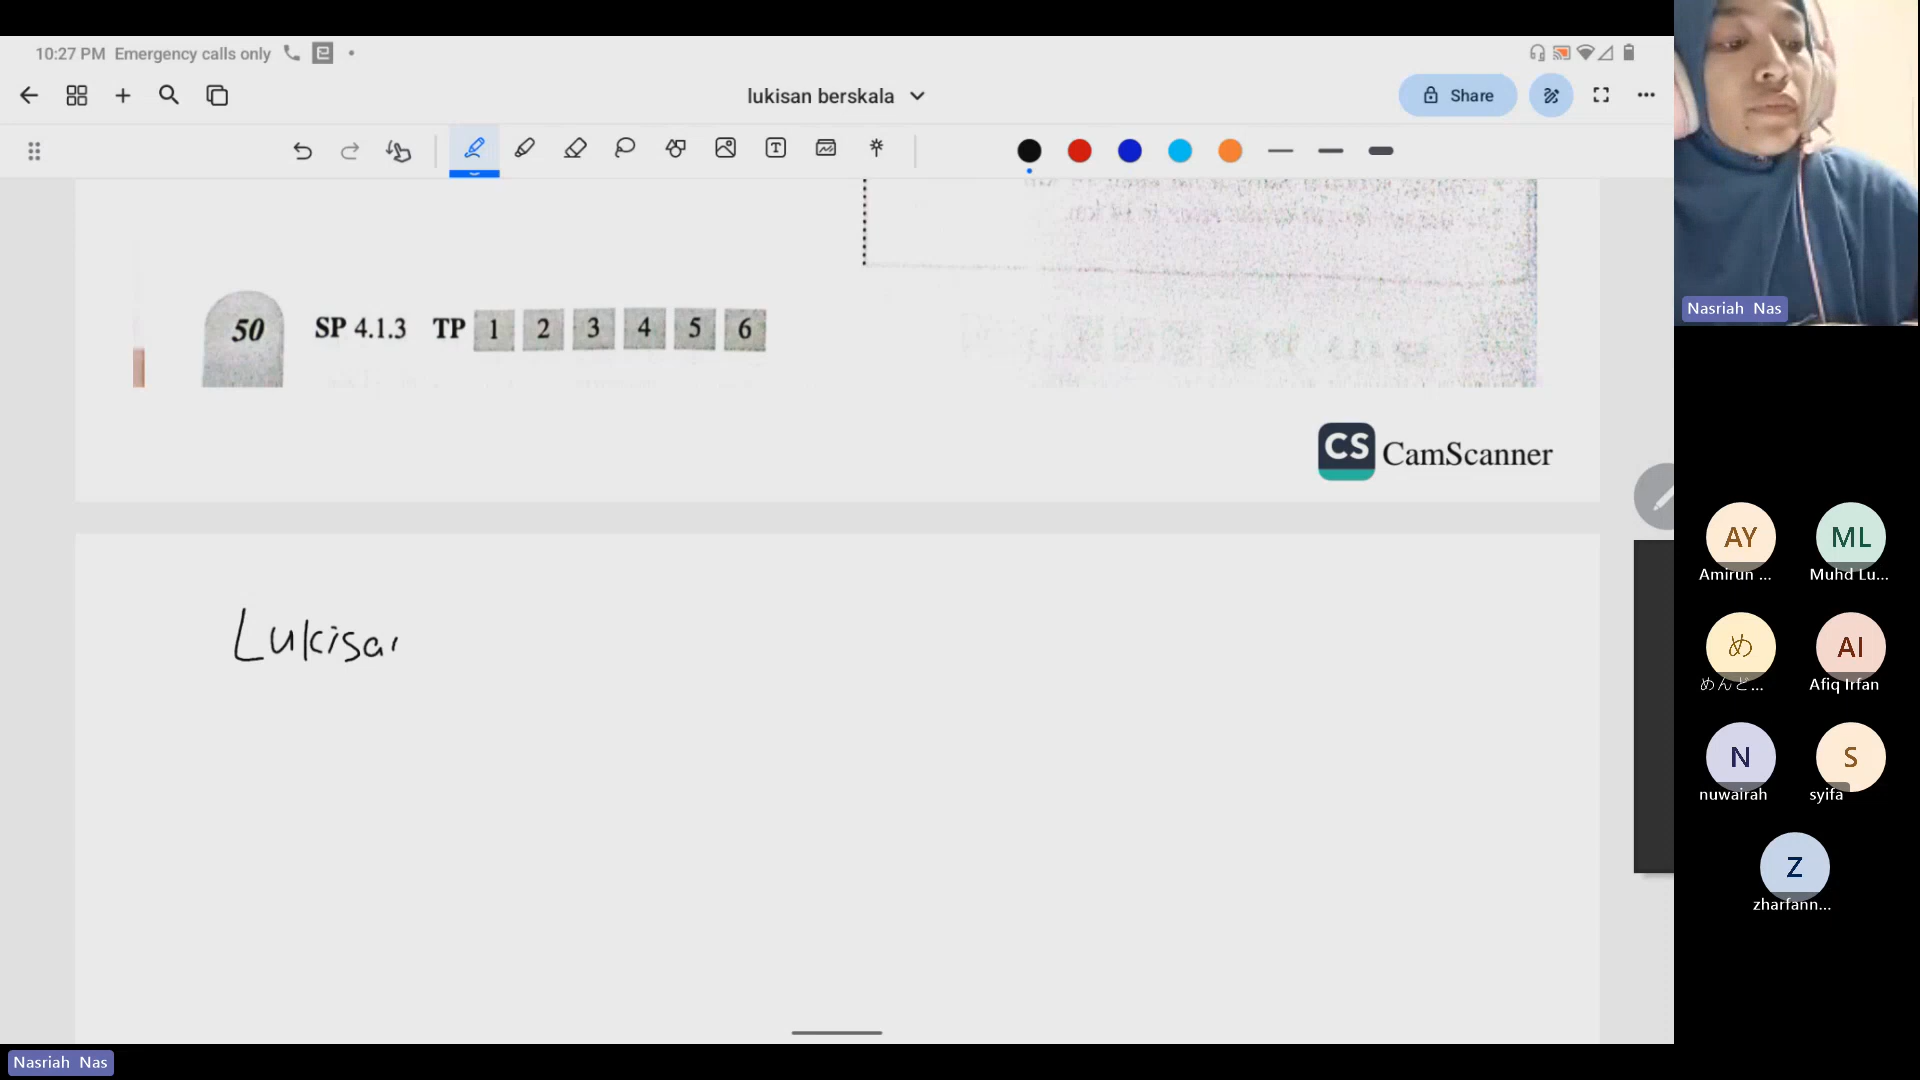 10:27 PM Emergency calls only
lukisan berskala
Share
50 SP 4.1.3 TP 1 2 3 4 5 6
CS CamScanner
Lukisan
Nasriah Nas
AY
Amirun ...
ML
Muhd Lu...
め
めんど...
AI
Afiq Irfan
N
nuwairah
S
syifa
Z
zharfann...
Nasriah Nas